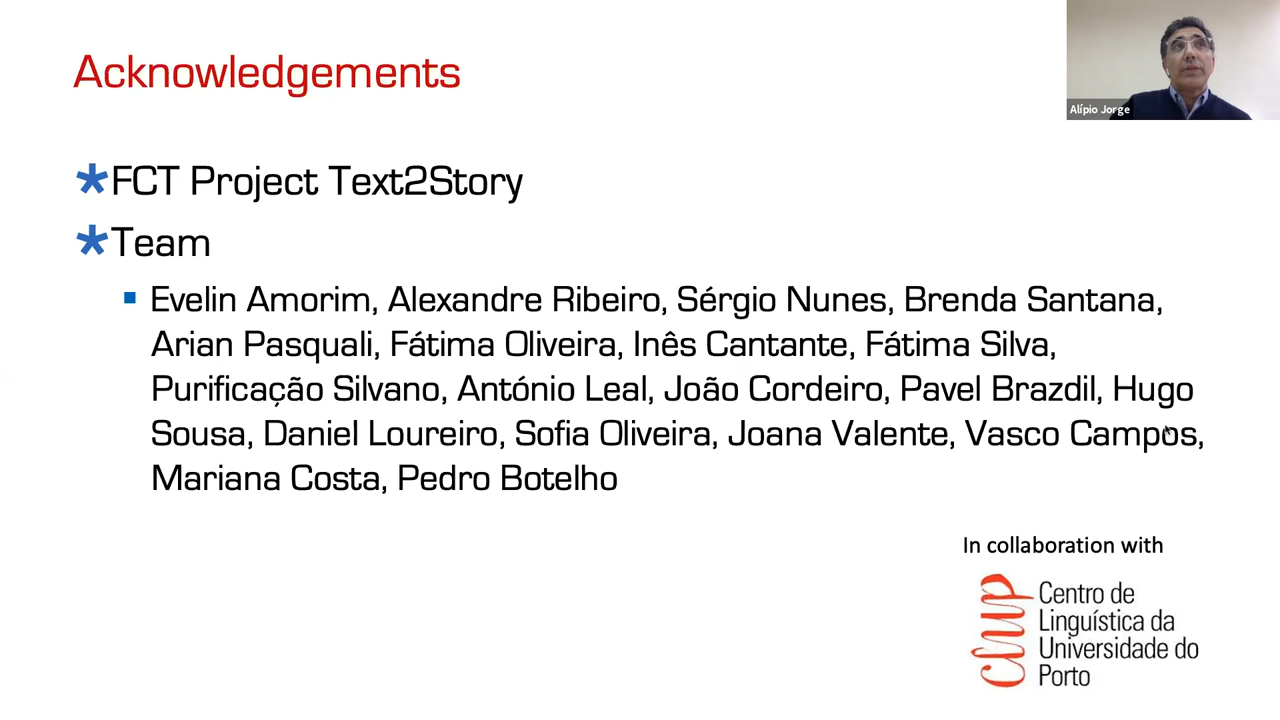 Acknowledgements
Alípio Jorge
FCT Project Text2Story
Team
Evelin Amorim, Alexandre Ribeiro, Sérgio Nunes, Brenda Santana,
Arian Pasquali, Fátima Oliveira, Inês Cantante, Fátima Silva,
Purificação Silvano, António Leal, João Cordeiro, Pavel Brazdil, Hugo
Sousa, Daniel Loureiro, Sofia Oliveira, Joana Valente, Vasco Campos,
Mariana Costa, Pedro Botelho
In collaboration with
clup
Centro de
Linguística da
Universidade do
Porto